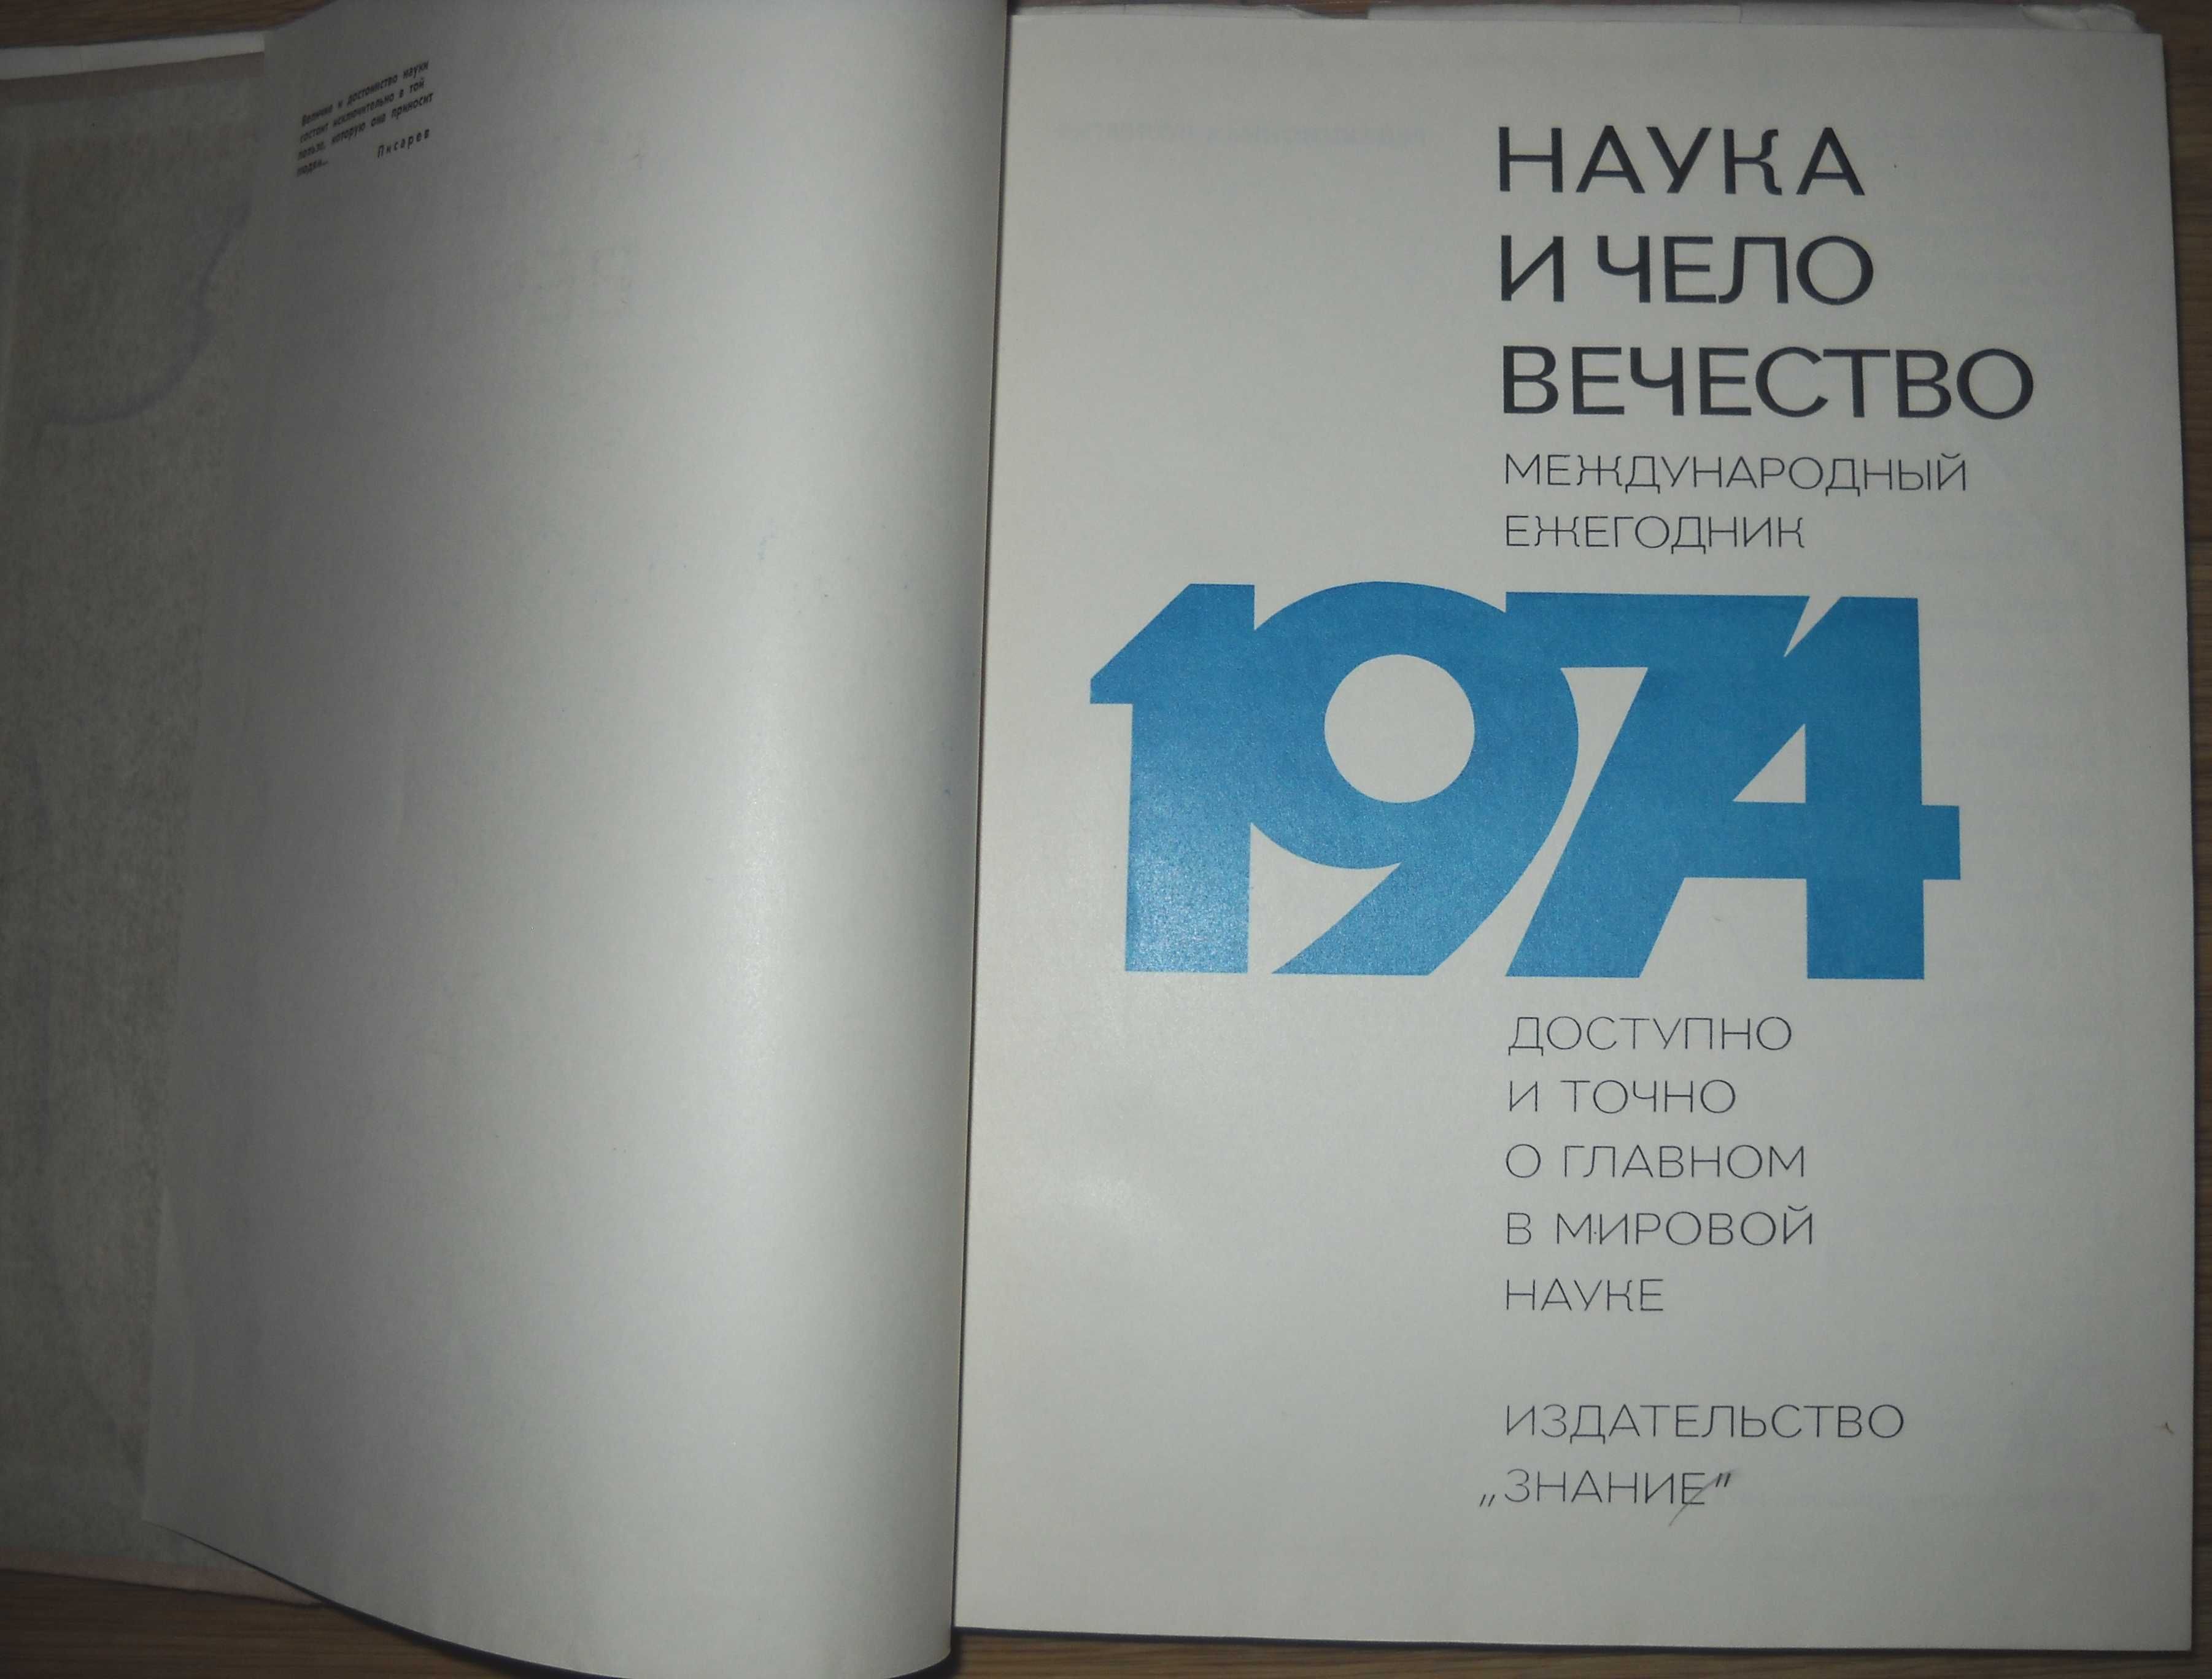 Величие и достоинство науки
состоит исключительно в той
пользе, которую она приносит
людям...
Писарев
НАУКА
И ЧЕЛО
ВЕЧЕСТВО
МЕЖДУНАРОДНЫЙ
ЕЖЕГОДНИК
1974
ДОСТУПНО
И ТОЧНО
О ГЛАВНОМ
В МИРОВОЙ
НАУКЕ
ИЗДАТЕЛЬСТВО
„ЗНАНИЕ"